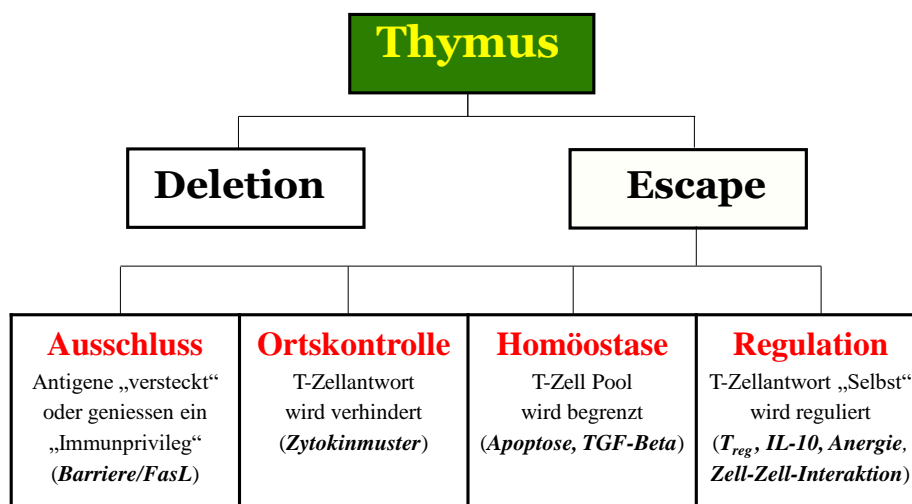 Thymus
Deletion
Escape
Ausschluss
Antigene „versteckt“
oder geniessen ein
„Immunprivileg“
(Barriere/FasL)
Ortskontrolle
T-Zellantwort
wird verhindert
(Zytokinmuster)
Homöostase
T-Zell Pool
wird begrenzt
(Apoptose, TGF-Beta)
Regulation
T-Zellantwort „Selbst“
wird reguliert
(Treg, IL-10, Anergie,
Zell-Zell-Interaktion)